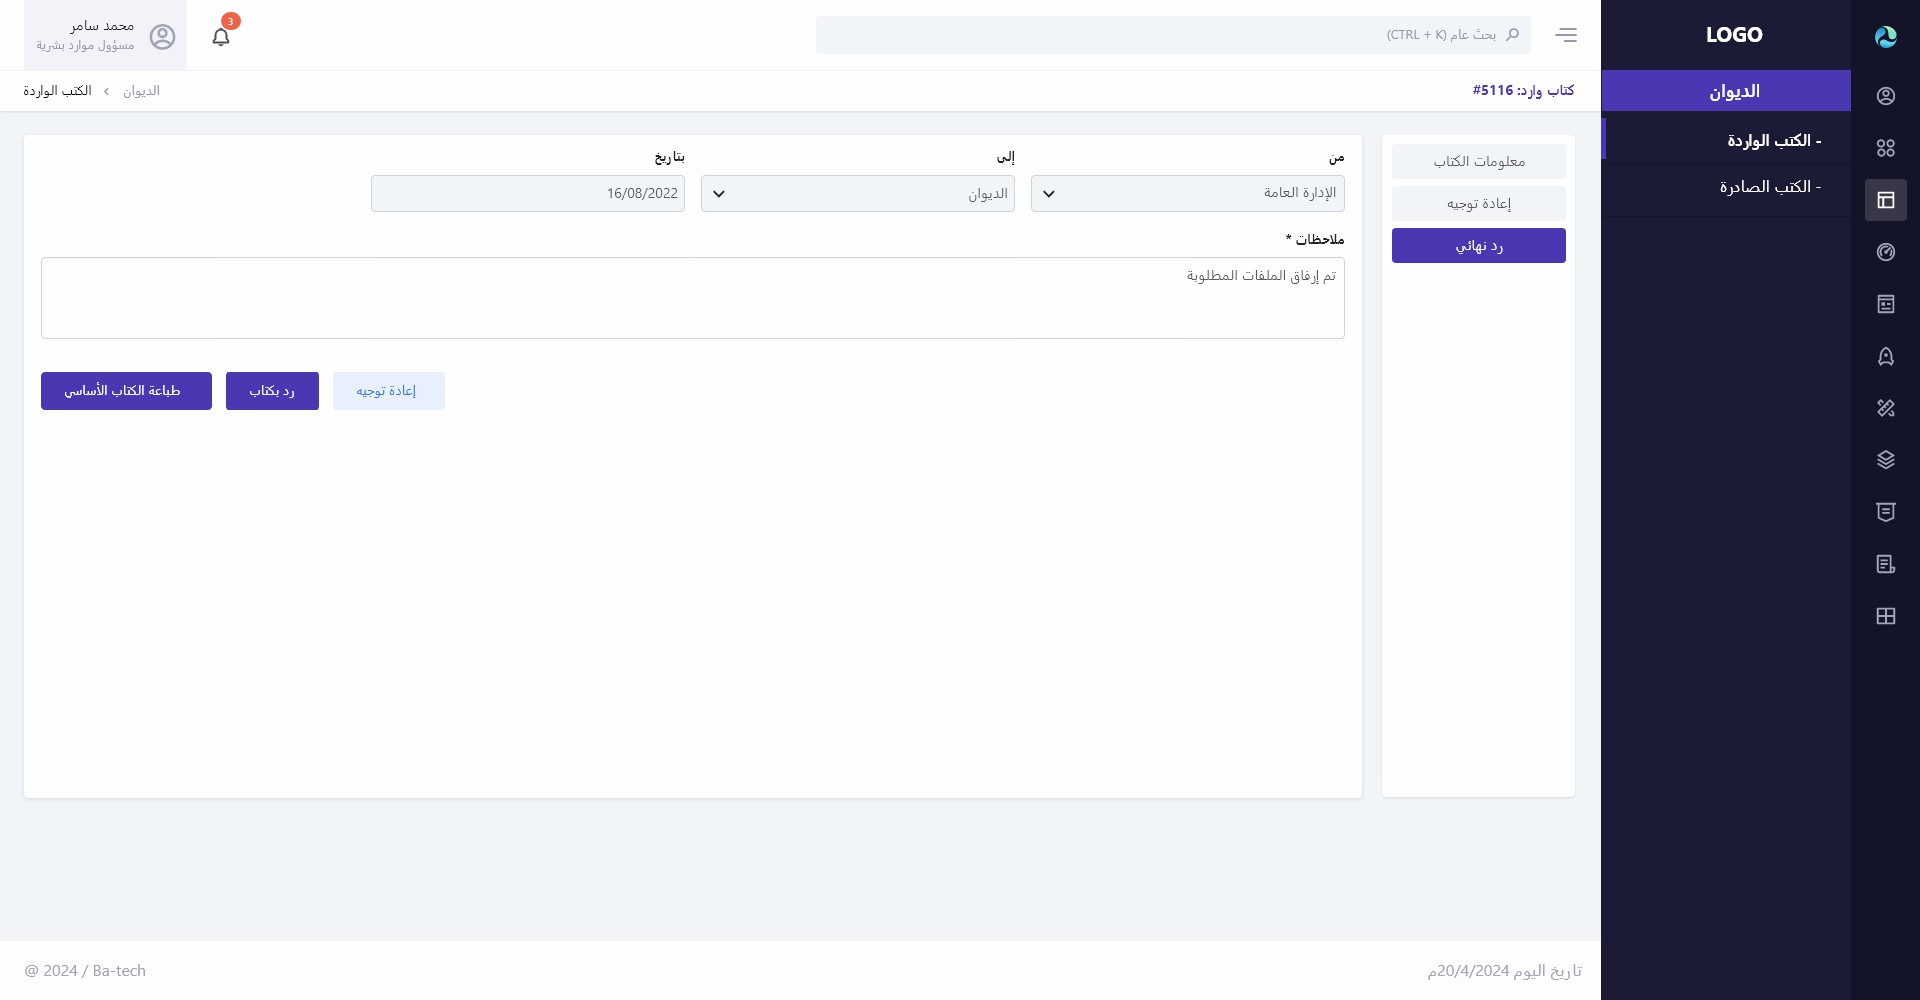 LOGO
بحث عام (CTRL + K)
3
محمد سامر
مسؤول موارد بشرية
الديوان
- الكتب الواردة
- الكتب الصادرة
كتاب وارد: 5116#
الديوان › الكتب الواردة
معلومات الكتاب
إعادة توجيه
رد نهائي
من
إلى
بتاريخ
الإدارة العامة
الديوان
16/08/2022
ملاحظات *
تم إرفاق الملفات المطلوبة
إعادة توجيه
رد بكتاب
طباعة الكتاب الأساسي
تاريخ اليوم 20/4/2024م
@ 2024 / Ba-tech